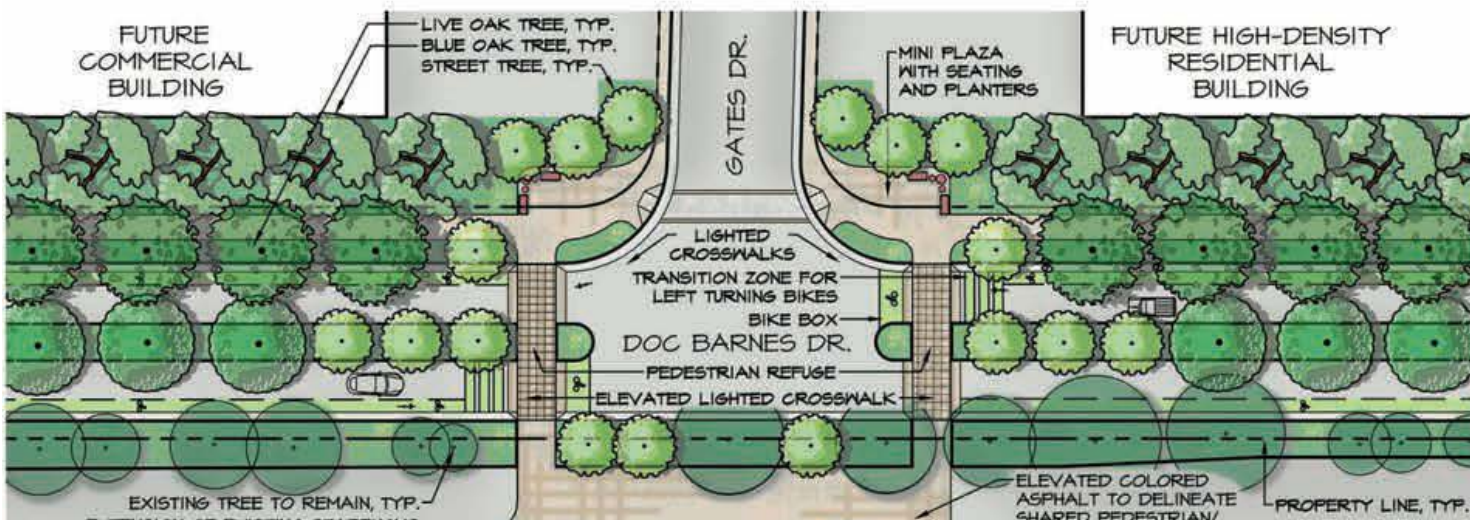 FUTURE
COMMERCIAL
BUILDING
LIVE OAK TREE, TYP.
BLUE OAK TREE, TYP.
STREET TREE, TYP.
GATES DR.
MINI PLAZA
WITH SEATING
AND PLANTERS
FUTURE HIGH-DENSITY
RESIDENTIAL
BUILDING
LIGHTED
CROSSWALKS
TRANSITION ZONE FOR
LEFT TURNING BIKES
BIKE BOX
DOC BARNES DR.
PEDESTRIAN REFUGE
ELEVATED LIGHTED CROSSWALK
EXISTING TREE TO REMAIN, TYP.
ELEVATED COLORED
ASPHALT TO DELINEATE
SHARED PEDESTRIAN/
PROPERTY LINE, TYP.